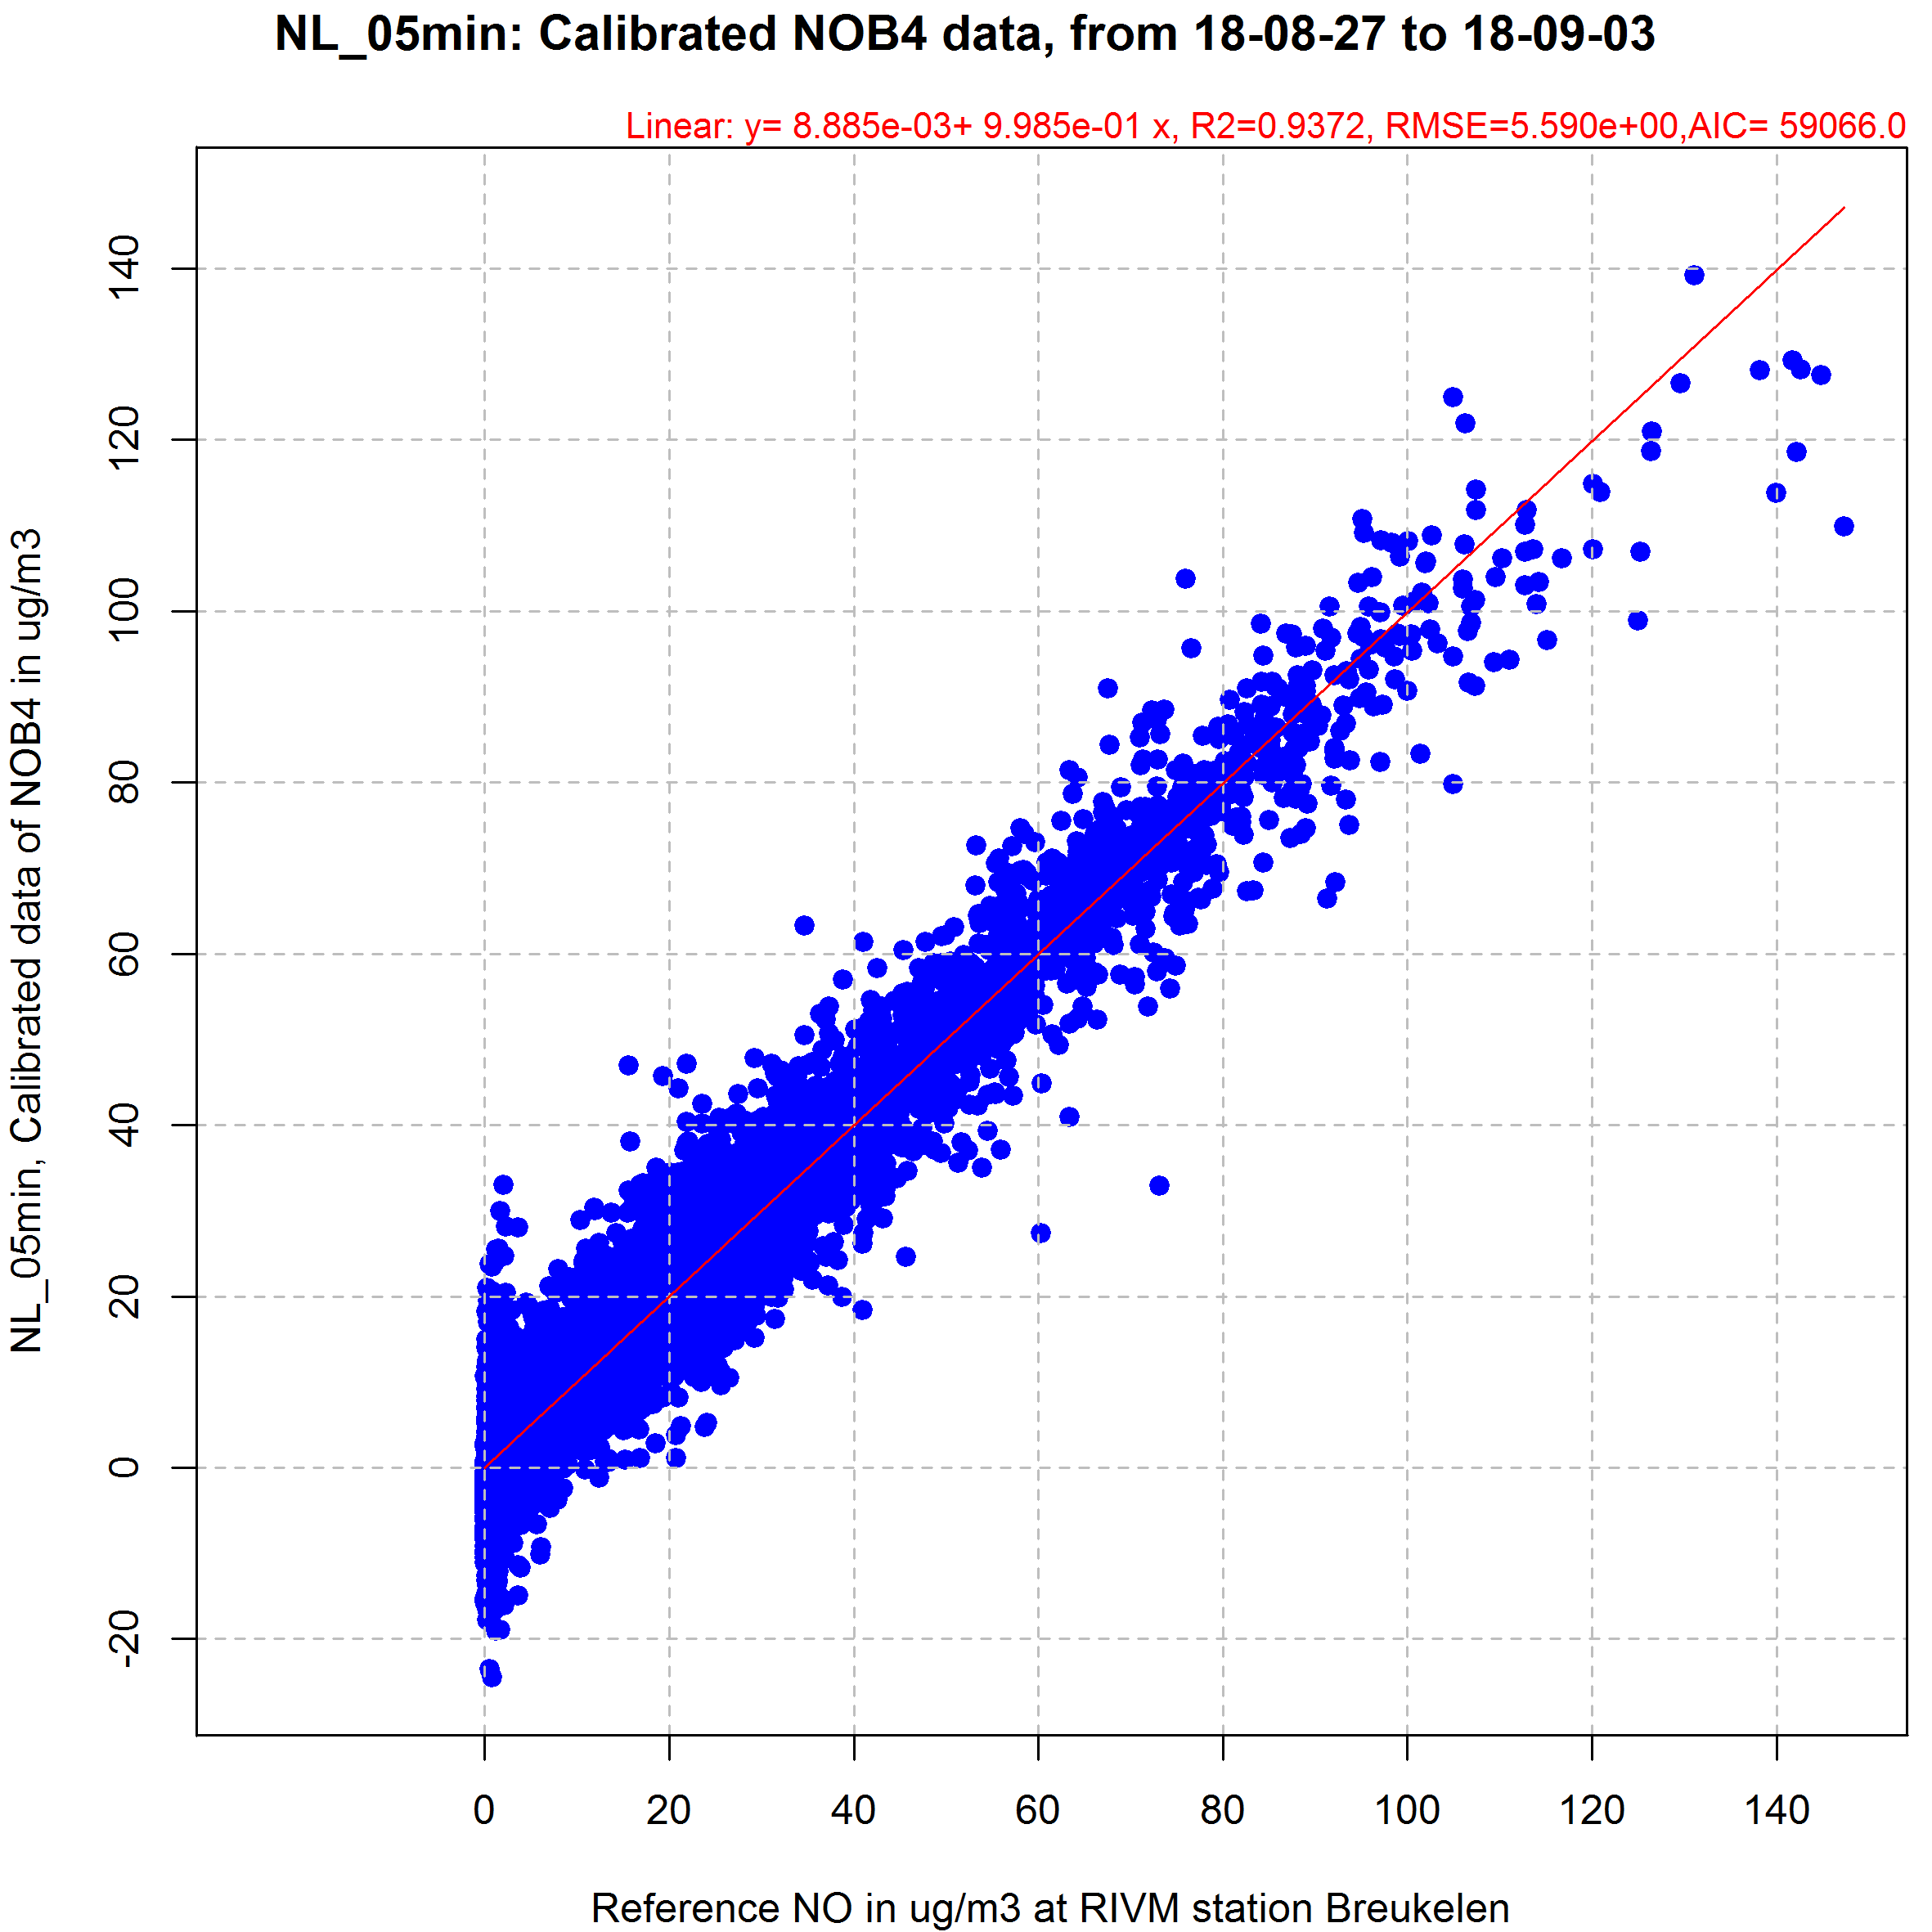 NL_05min: Calibrated NOB4 data, from 18-08-27 to 18-09-03
Linear: y= 8.885e-03+ 9.985e-01 x, R2=0.9372, RMSE=5.590e+00,AIC= 59066.0
NL_05min, Calibrated data of NOB4 in ug/m3
140
120
100
80
60
40
20
0
-20
0 20 40 60 80 100 120 140
Reference NO in ug/m3 at RIVM station Breukelen